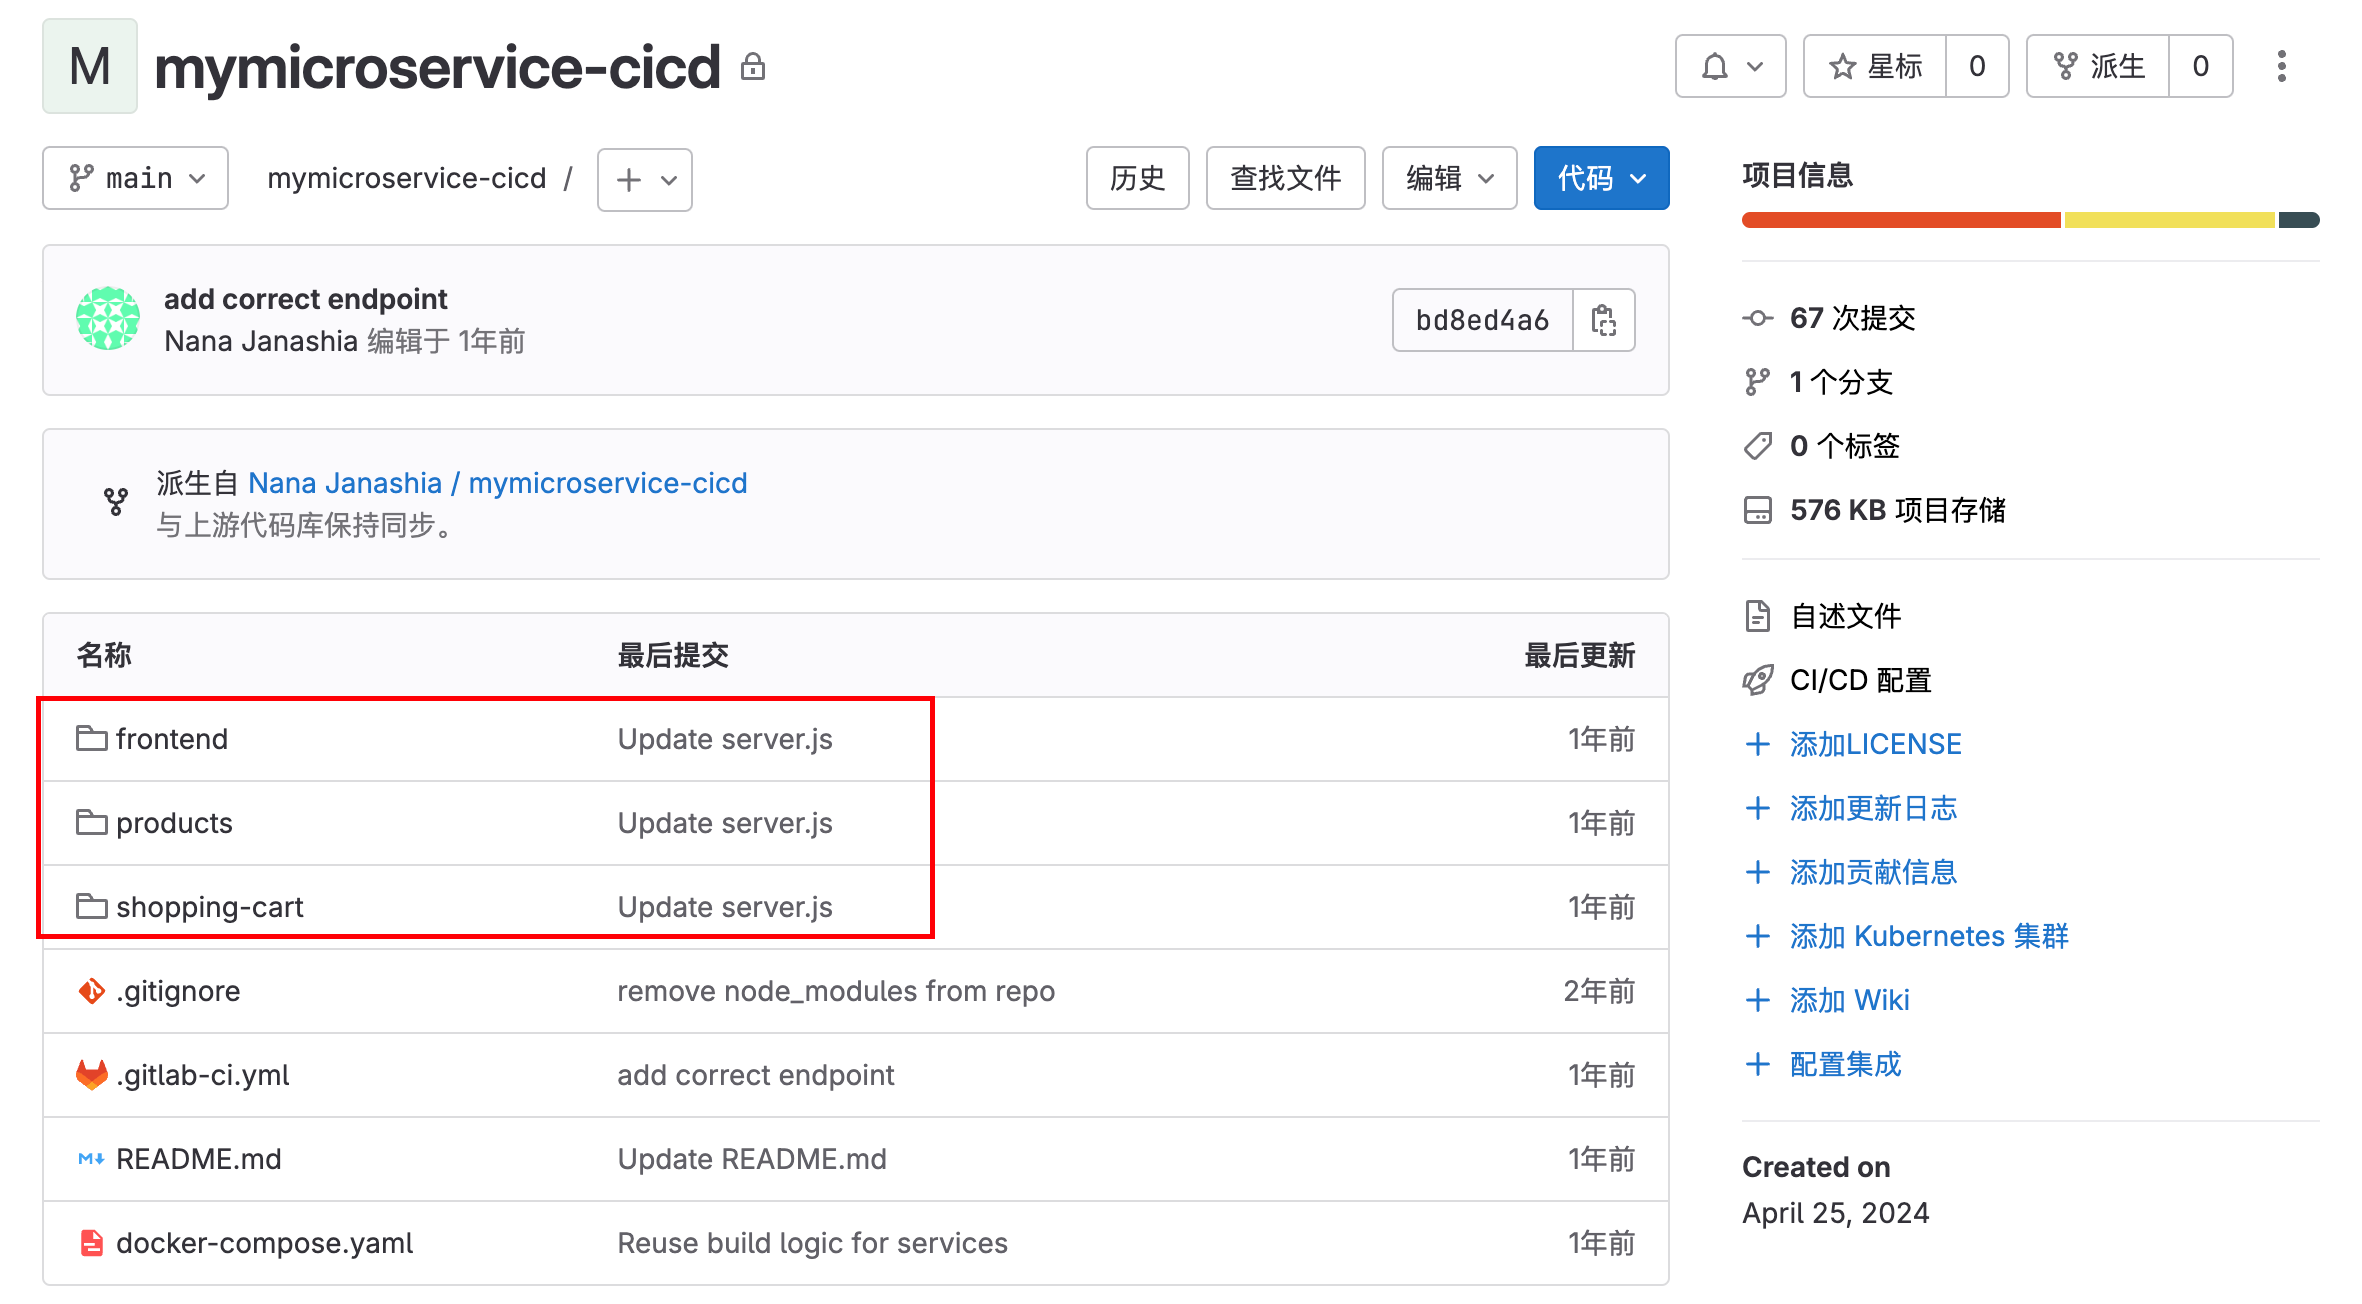 M mymicroservice-cicd
星标 0
派生 0
main
mymicroservice-cicd /
历史
查找文件
编辑
代码
add correct endpoint
Nana Janashia 编辑于 1年前
bd8ed4a6
派生自 Nana Janashia / mymicroservice-cicd
与上游代码库保持同步。
名称 最后提交 最后更新
frontend Update server.js 1年前
products Update server.js 1年前
shopping-cart Update server.js 1年前
.gitignore remove node_modules from repo 2年前
.gitlab-ci.yml add correct endpoint 1年前
README.md Update README.md 1年前
docker-compose.yaml Reuse build logic for services 1年前
项目信息
67 次提交
1 个分支
0 个标签
576 KB 项目存储
自述文件
CI/CD 配置
添加LICENSE
添加更新日志
添加贡献信息
添加 Kubernetes 集群
添加 Wiki
配置集成
Created on
April 25, 2024